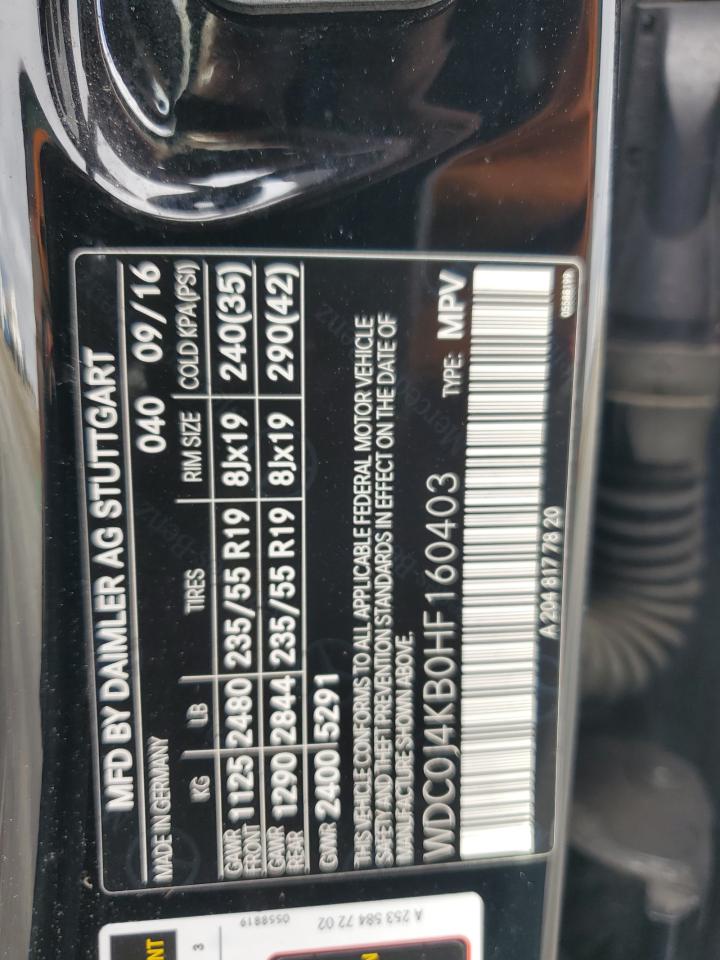 MFD BY DAIMLER AG STUTTGART
MADE IN GERMANY 040 09/16
KG LB TIRES RIM SIZE COLD KPA(PSI)
GAWR FRONT 1125 2480 235/55 R19 8Jx19 240(35)
GAWR REAR 1290 2844 235/55 R19 8Jx19 290(42)
GVWR 2400 5291
THIS VEHICLE CONFORMS TO ALL APPLICABLE FEDERAL MOTOR VEHICLE
SAFETY AND THEFT PREVENTION STANDARDS IN EFFECT ON THE DATE OF
MANUFACTURE SHOWN ABOVE.
WDC0J4KB0HF160403 TYPE: MPV
A 204 817 78 20
05588199
A 253 584 72 02
0558819
3